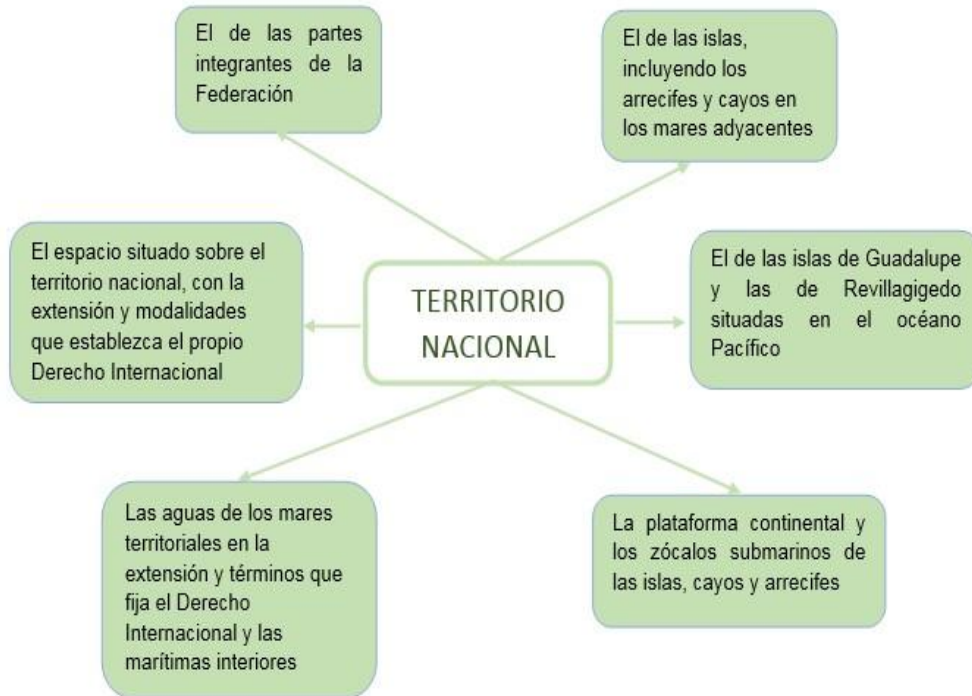 El de las partes
integrantes de la
Federación
El de las islas,
incluyendo los
arrecifes y cayos en
los mares adyacentes
El espacio situado sobre el
territorio nacional, con la
extensión y modalidades
que establezca el propio
Derecho Internacional
TERRITORIO
NACIONAL
El de las islas de Guadalupe
y las de Revillagigedo
situadas en el océano
Pacífico
Las aguas de los mares
territoriales en la
extensión y términos que
fija el Derecho
Internacional y las
marítimas interiores
La plataforma continental y
los zócalos submarinos de
las islas, cayos y arrecifes